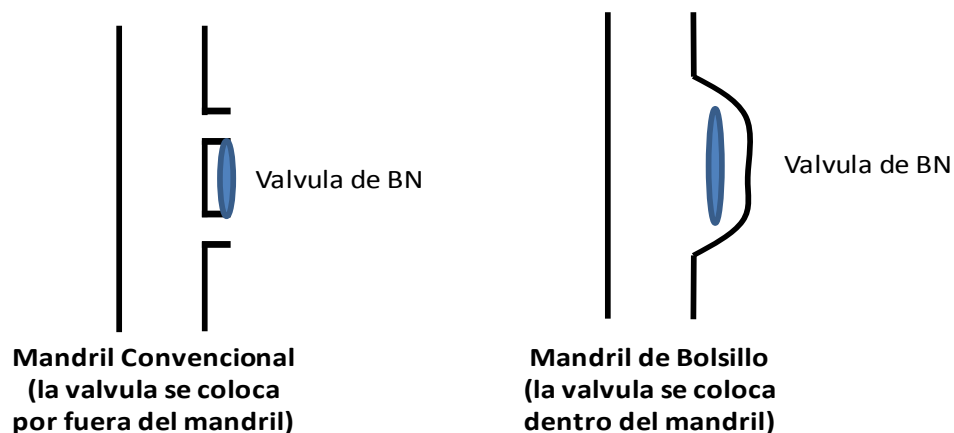 Valvula de BN
Valvula de BN
Mandril Convencional
(la valvula se coloca
por fuera del mandril)
Mandril de Bolsillo
(la valvula se coloca
dentro del mandril)